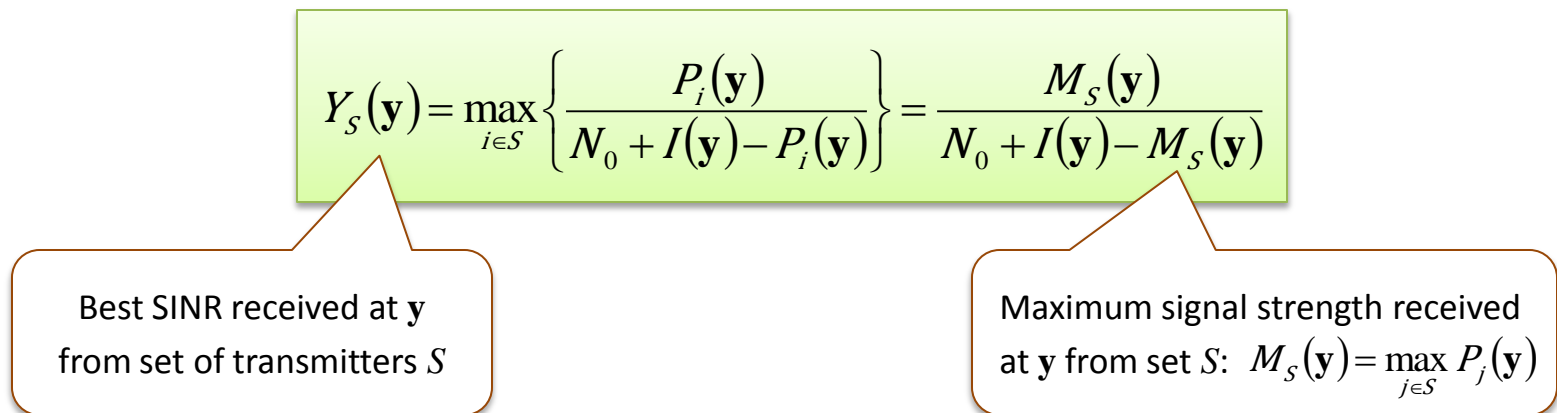 Y_S(𝐲) = max_{i∈S} { P_i(𝐲) / (N_0 + I(𝐲) − P_i(𝐲)) } = M_S(𝐲) / (N_0 + I(𝐲) − M_S(𝐲))
Best SINR received at 𝐲
from set of transmitters S
Maximum signal strength received
at 𝐲 from set S: M_S(𝐲) = max_{j∈S} P_j(𝐲)